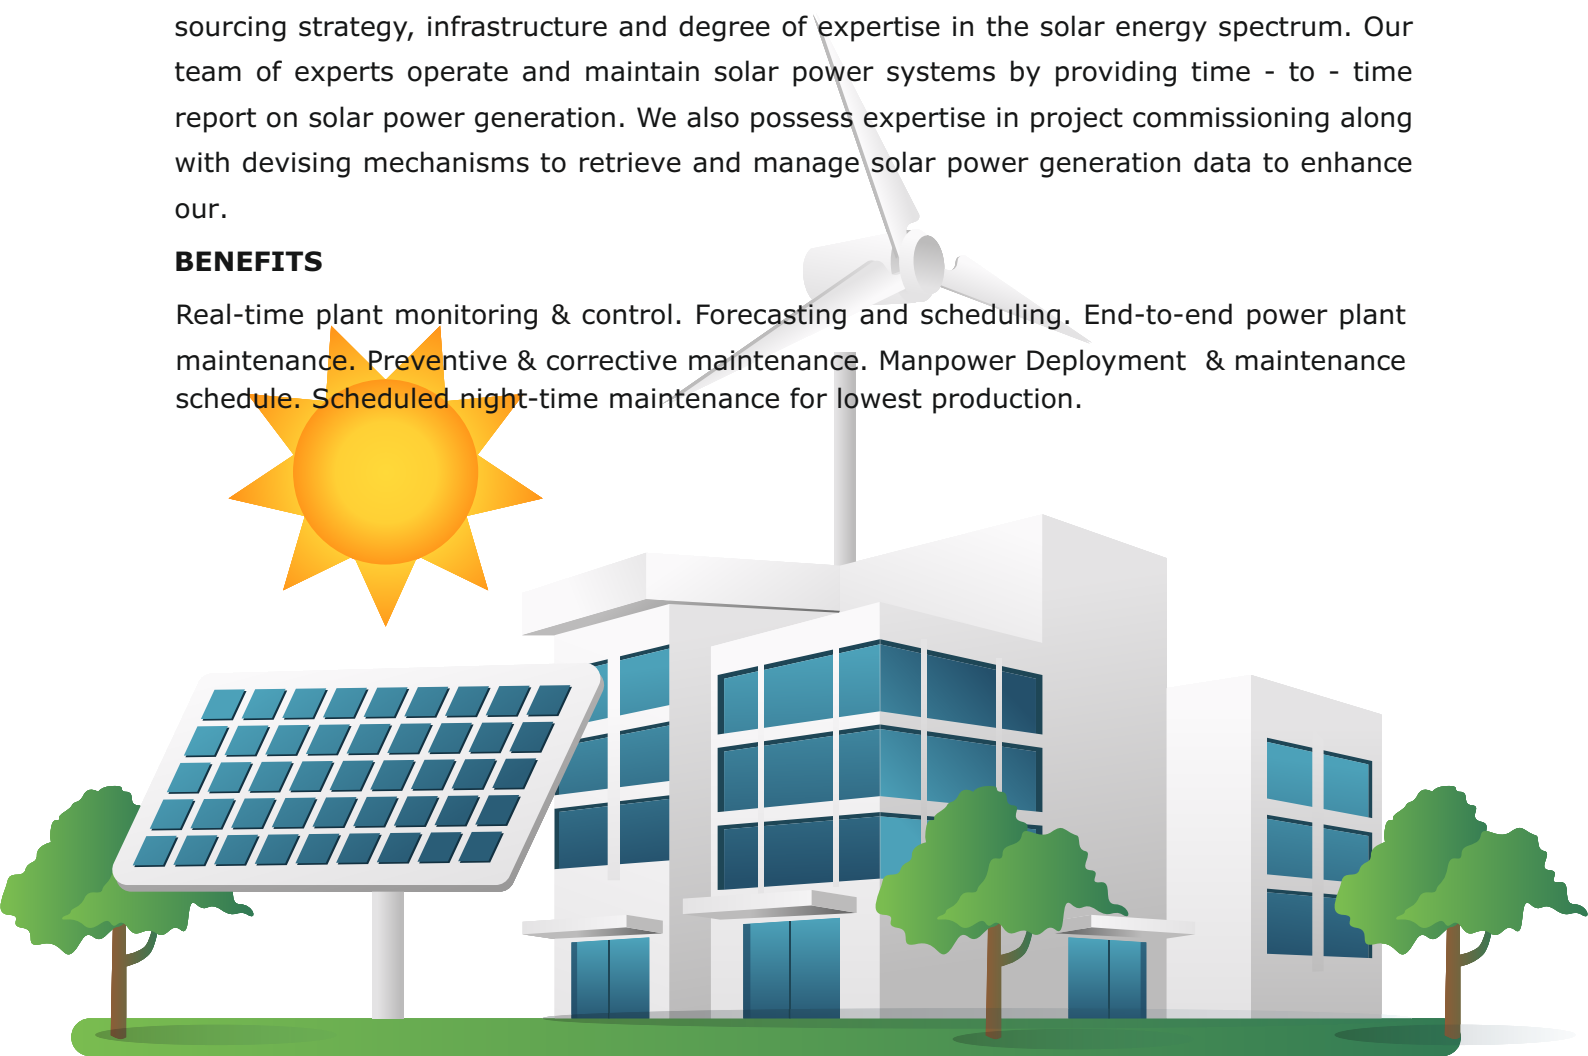 sourcing strategy, infrastructure and degree of expertise in the solar energy spectrum. Our
team of experts operate and maintain solar power systems by providing time - to - time
report on solar power generation. We also possess expertise in project commissioning along
with devising mechanisms to retrieve and manage solar power generation data to enhance
our.
BENEFITS
Real-time plant monitoring & control. Forecasting and scheduling. End-to-end power plant
maintenance. Preventive & corrective maintenance. Manpower Deployment & maintenance
schedule. Scheduled night-time maintenance for lowest production.